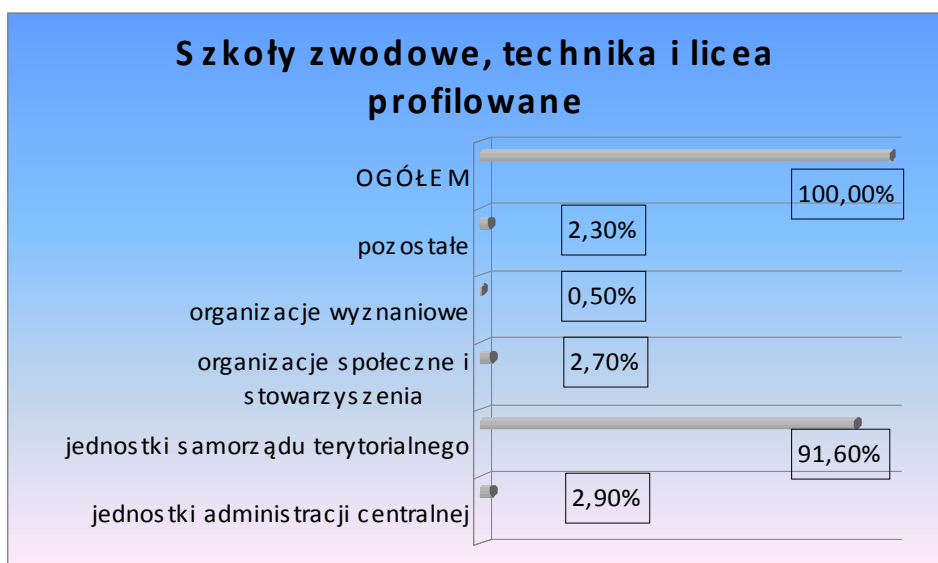 Szkoły zwodowe, technika i licea
profilowane
OGÓŁEM
100,00%
pozostałe
2,30%
organizacje wyznaniowe
0,50%
organizacje społeczne i
stowarzyszenia
2,70%
jednostki samorządu terytorialnego
91,60%
jednostki administracji centralnej
2,90%